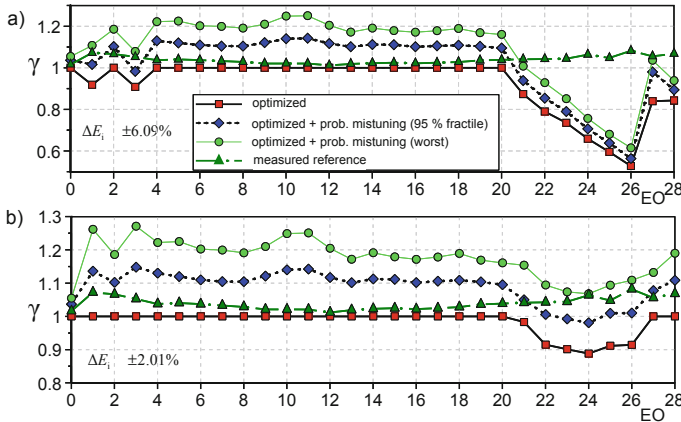 a)
γ
1.2
1.0
0.8
0.6
ΔEi ±6.09%
optimized
optimized + prob. mistuning (95 % fractile)
optimized + prob. mistuning (worst)
measured reference
0 2 4 6 8 10 12 14 16 18 20 22 24 26 28
EO
b)
γ
1.3
1.2
1.1
1
0.9
0.8
ΔEi ±2.01%
0 2 4 6 8 10 12 14 16 18 20 22 24 26 28
EO